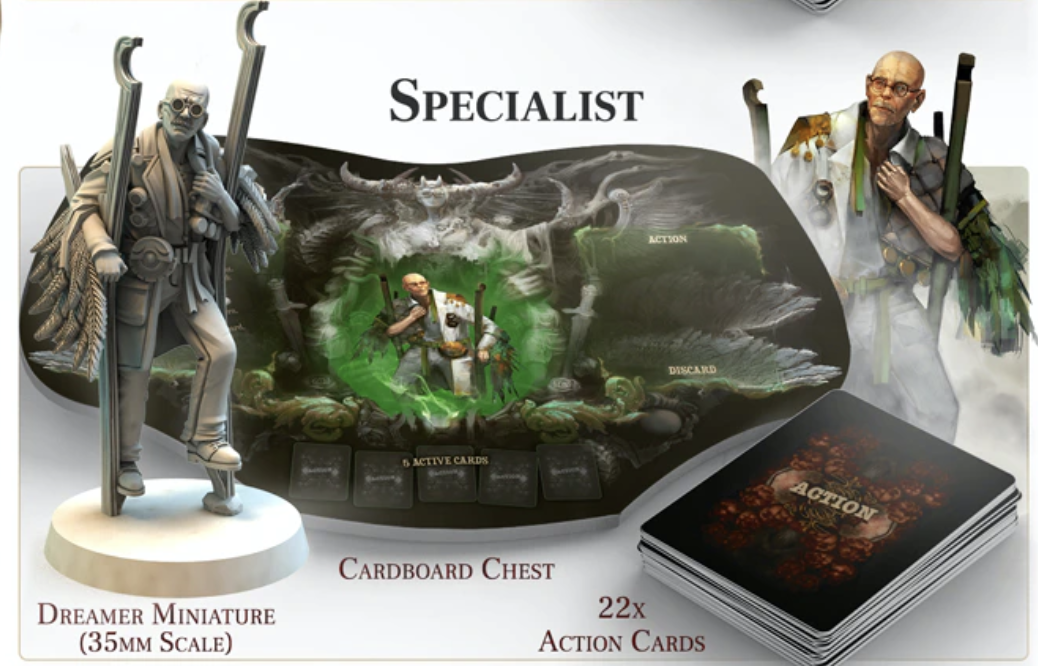 SPECIALIST
ACTION
DISCARD
5 ACTIVE CARDS
ACTION
CARDBOARD CHEST
DREAMER MINIATURE
(35MM SCALE)
22X
ACTION CARDS